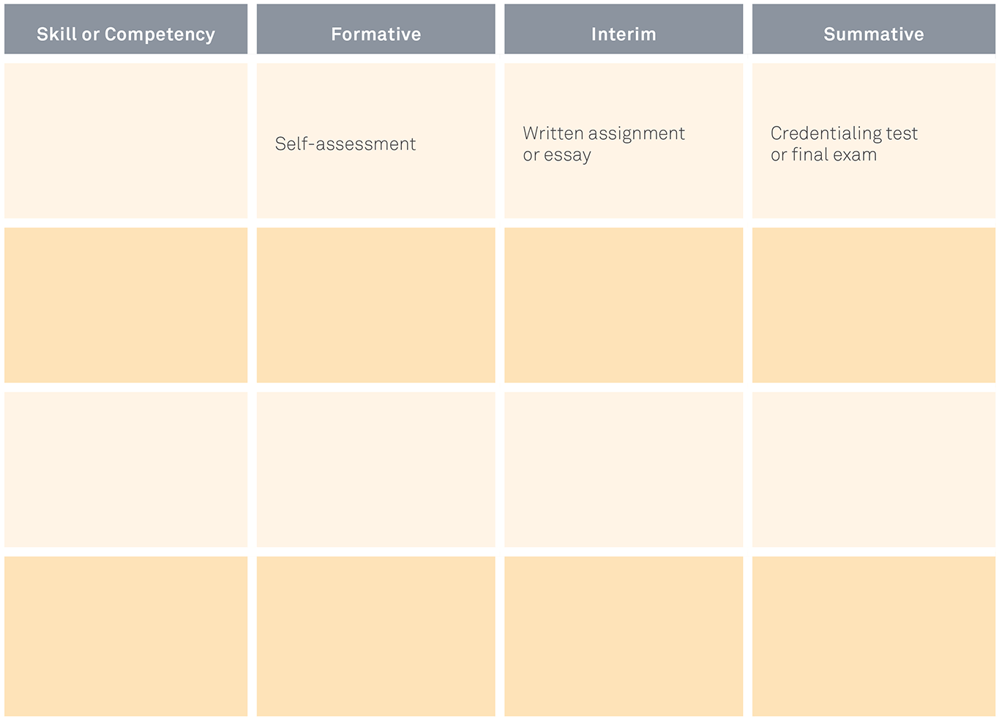 Skill or Competency
Formative
Interim
Summative
Self-assessment
Written assignment
or essay
Credentialing test
or final exam